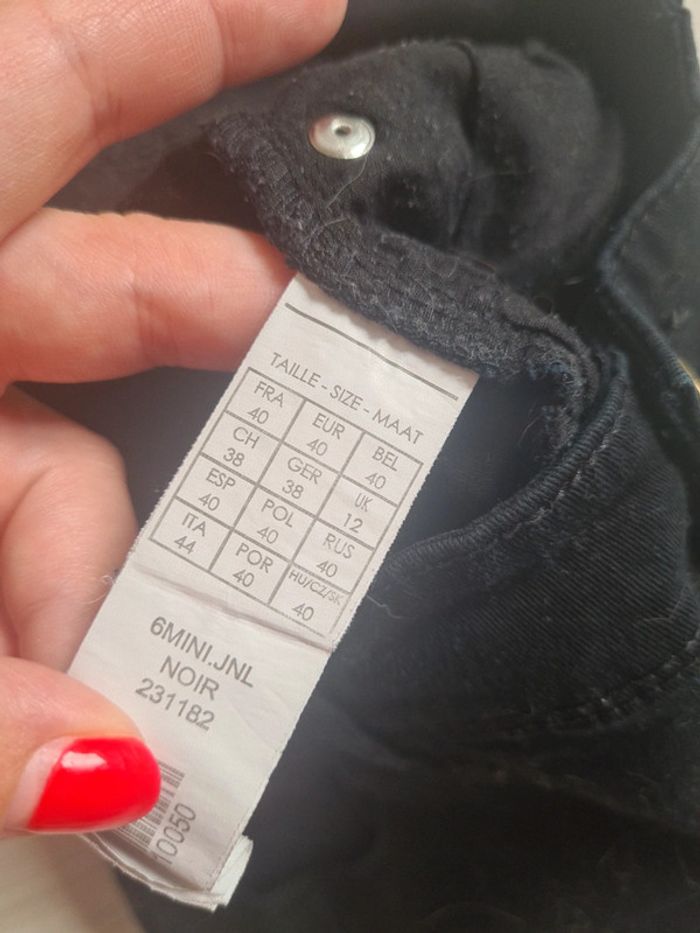 TAILLE - SIZE - MAAT
FRA EUR BEL
40 40 40
CH GER UK
38 38 12
ESP POL RUS
40 40 40
ITA POR HU/CZ/SK
44 40 40
6MINI.JNL
NOIR
231182
10050